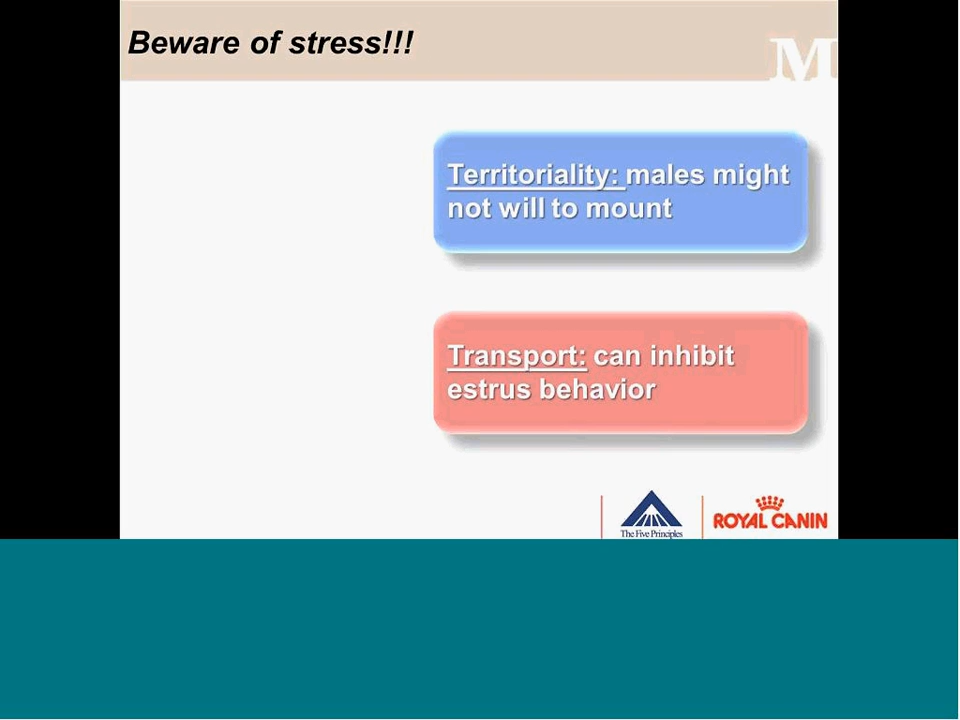 Beware of stress!!!
M
Territoriality: males might
not will to mount
Transport: can inhibit
estrus behavior
The Five Principles
ROYAL CANIN